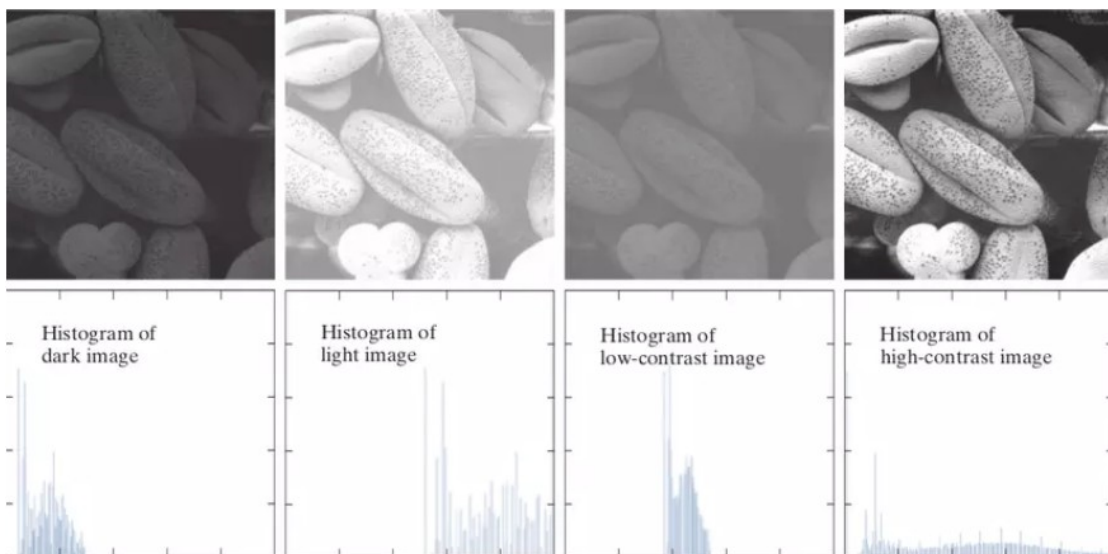 Histogram of
dark image
Histogram of
light image
Histogram of
low-contrast image
Histogram of
high-contrast image